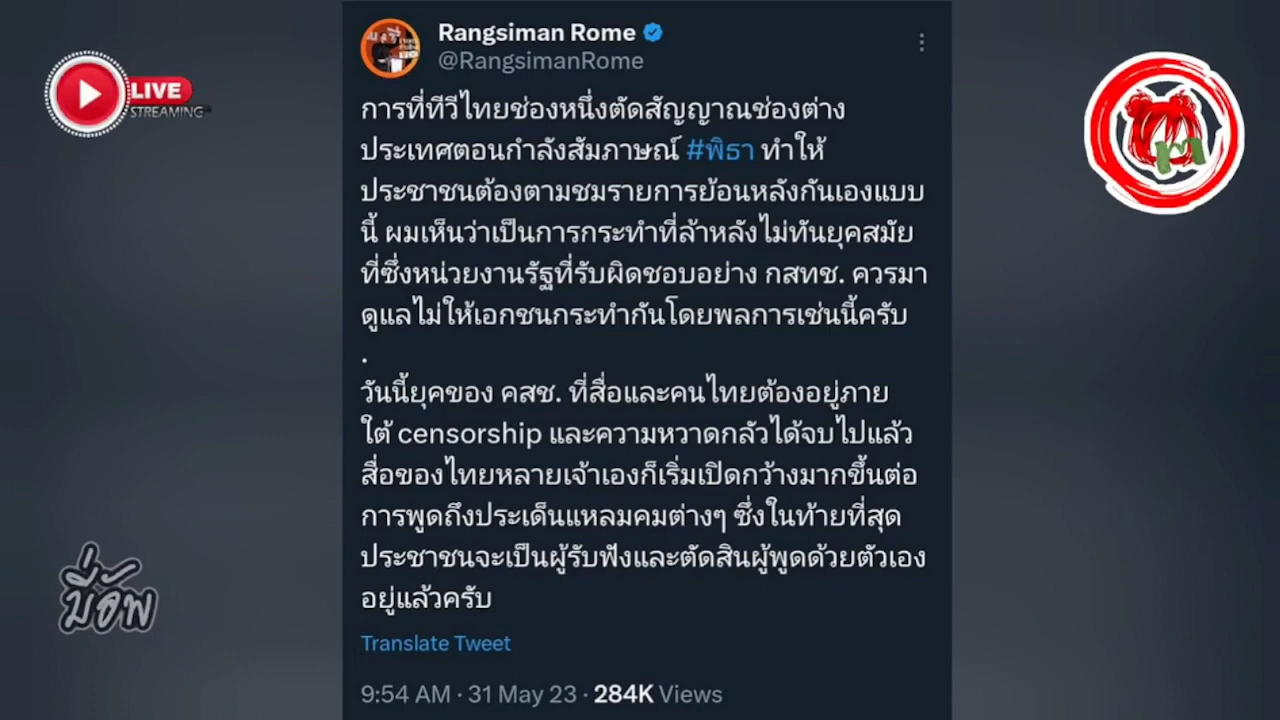 Rangsiman Rome
@RangsimanRome
LIVE
STREAMING
การที่ทีวีไทยช่องหนึ่งตัดสัญญาณช่องต่าง
ประเทศตอนกำลังสัมภาษณ์ #พิธา ทำให้
ประชาชนต้องตามชมรายการย้อนหลังกันเองแบบ
นี้ ผมเห็นว่าเป็นการกระทำที่ล้าหลังไม่ทันยุคสมัย
ที่ซึ่งหน่วยงานรัฐที่รับผิดชอบอย่าง กสทช. ควรมา
ดูแลไม่ให้เอกชนกระทำกันโดยพลการเช่นนี้ครับ
.
วันนี้ยุคของ คสช. ที่สื่อและคนไทยต้องอยู่ภาย
ใต้ censorship และความหวาดกลัวได้จบไปแล้ว
สื่อของไทยหลายเจ้าเองก็เริ่มเปิดกว้างมากขึ้นต่อ
การพูดถึงประเด็นแหลมคมต่างๆ ซึ่งในท้ายที่สุด
ประชาชนจะเป็นผู้รับฟังและตัดสินผู้พูดด้วยตัวเอง
อยู่แล้วครับ
มี่อัพ
Translate Tweet
9:54 AM · 31 May 23 · 284K Views